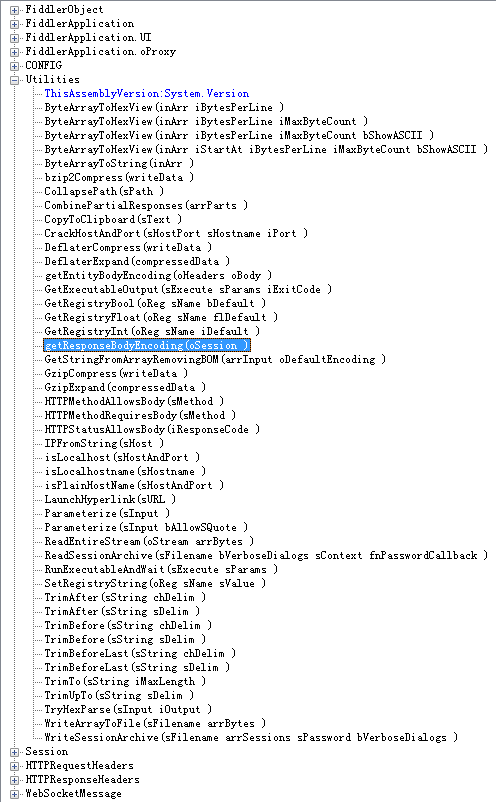 FiddlerObject
FiddlerApplication
FiddlerApplication.UI
FiddlerApplication.oProxy
CONFIG
Utilities
ThisAssemblyVersion:System.Version
ByteArrayToHexView(inArr iBytesPerLine )
ByteArrayToHexView(inArr iBytesPerLine iMaxByteCount )
ByteArrayToHexView(inArr iBytesPerLine iMaxByteCount bShowASCII )
ByteArrayToHexView(inArr iStartAt iBytesPerLine iMaxByteCount bShowASCII )
ByteArrayToString(inArr )
bzip2Compress(writeData )
CollapsePath(sPath )
CombinePartialResponses(arrParts )
CopyToClipboard(sText )
CrackHostAndPort(sHostPort sHostname iPort )
DeflaterCompress(writeData )
DeflaterExpand(compressedData )
getEntityBodyEncoding(oHeaders oBody )
GetExecutableOutput(sExecute sParams iExitCode )
GetRegistryBool(oReg sName bDefault )
GetRegistryFloat(oReg sName flDefault )
GetRegistryInt(oReg sName iDefault )
getResponseBodyEncoding(oSession )
GetStringFromArrayRemovingBOM(arrInput oDefaultEncoding )
GzipCompress(writeData )
GzipExpand(compressedData )
HTTPMethodAllowsBody(sMethod )
HTTPMethodRequiresBody(sMethod )
HTTPStatusAllowsBody(iResponseCode )
IPFromString(sHost )
isLocalhost(sHostAndPort )
isLocalhostname(sHostname )
isPlainHostName(sHostAndPort )
LaunchHyperlink(sURL )
Parameterize(sInput )
Parameterize(sInput bAllowSQuote )
ReadEntireStream(oStream arrBytes )
ReadSessionArchive(sFilename bVerboseDialogs sContext fnPasswordCallback )
RunExecutableAndWait(sExecute sParams )
SetRegistryString(oReg sName sValue )
TrimAfter(sString chDelim )
TrimAfter(sString sDelim )
TrimBefore(sString chDelim )
TrimBefore(sString sDelim )
TrimBeforeLast(sString chDelim )
TrimBeforeLast(sString sDelim )
TrimTo(sString iMaxLength )
TrimUpTo(sString sDelim )
TryHexParse(sInput iOutput )
WriteArrayToFile(sFilename arrBytes )
WriteSessionArchive(sFilename arrSessions sPassword bVerboseDialogs )
Session
HTTPRequestHeaders
HTTPResponseHeaders
WebSocketMessage